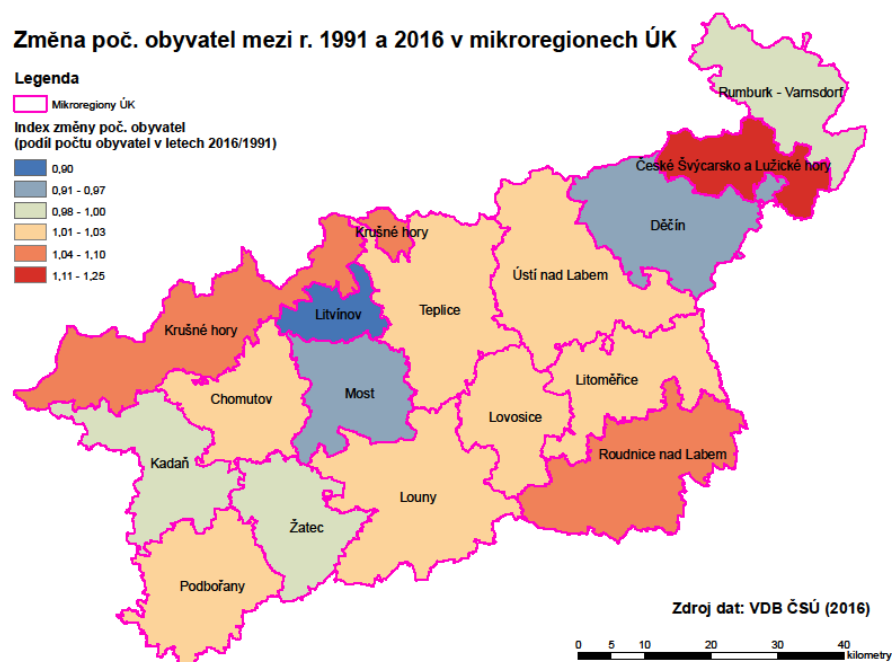 Změna poč. obyvatel mezi r. 1991 a 2016 v mikroregionech ÚK
Legenda
Mikroregiony ÚK
Index změny poč. obyvatel
(podíl počtu obyvatel v letech 2016/1991)
0,90
0,91 - 0,97
0,98 - 1,00
1,01 - 1,03
1,04 - 1,10
1,11 - 1,25
Rumburk - Varnsdorf
České Švýcarsko a Lužické hory
Děčín
Krušné hory
Ústí nad Labem
Teplice
Litvínov
Krušné hory
Litoměřice
Most
Chomutov
Lovosice
Roudnice nad Labem
Kadaň
Louny
Žatec
Podbořany
Zdroj dat: VDB ČSÚ (2016)
0 5 10 20 30 40
kilometry